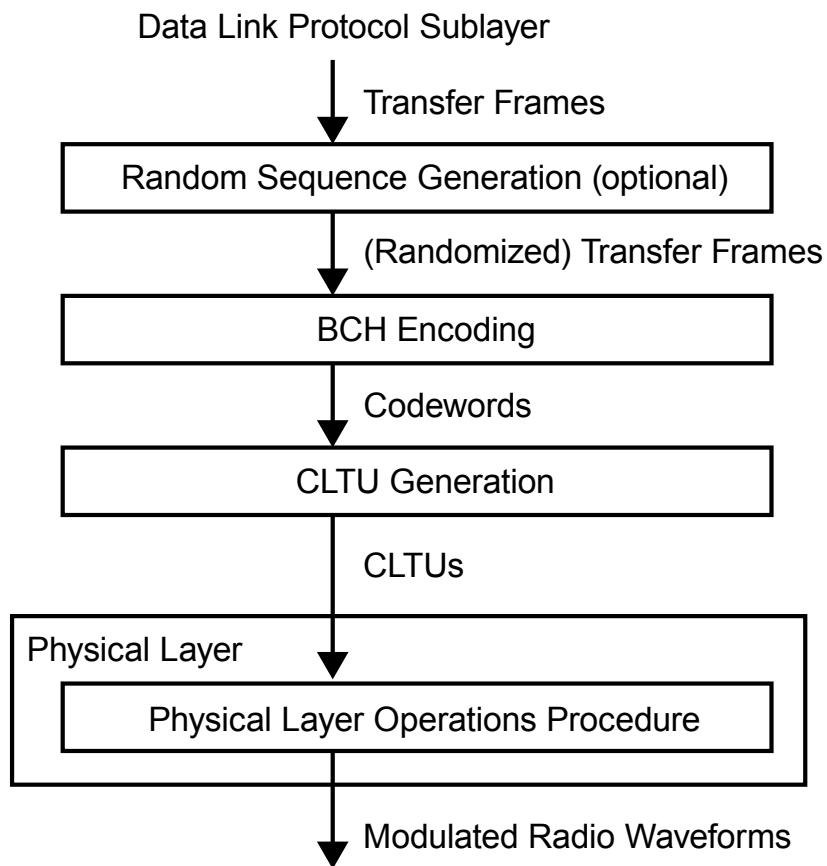 Data Link Protocol Sublayer
Transfer Frames
Random Sequence Generation (optional)
(Randomized) Transfer Frames
BCH Encoding
Codewords
CLTU Generation
CLTUs
Physical Layer
Physical Layer Operations Procedure
Modulated Radio Waveforms